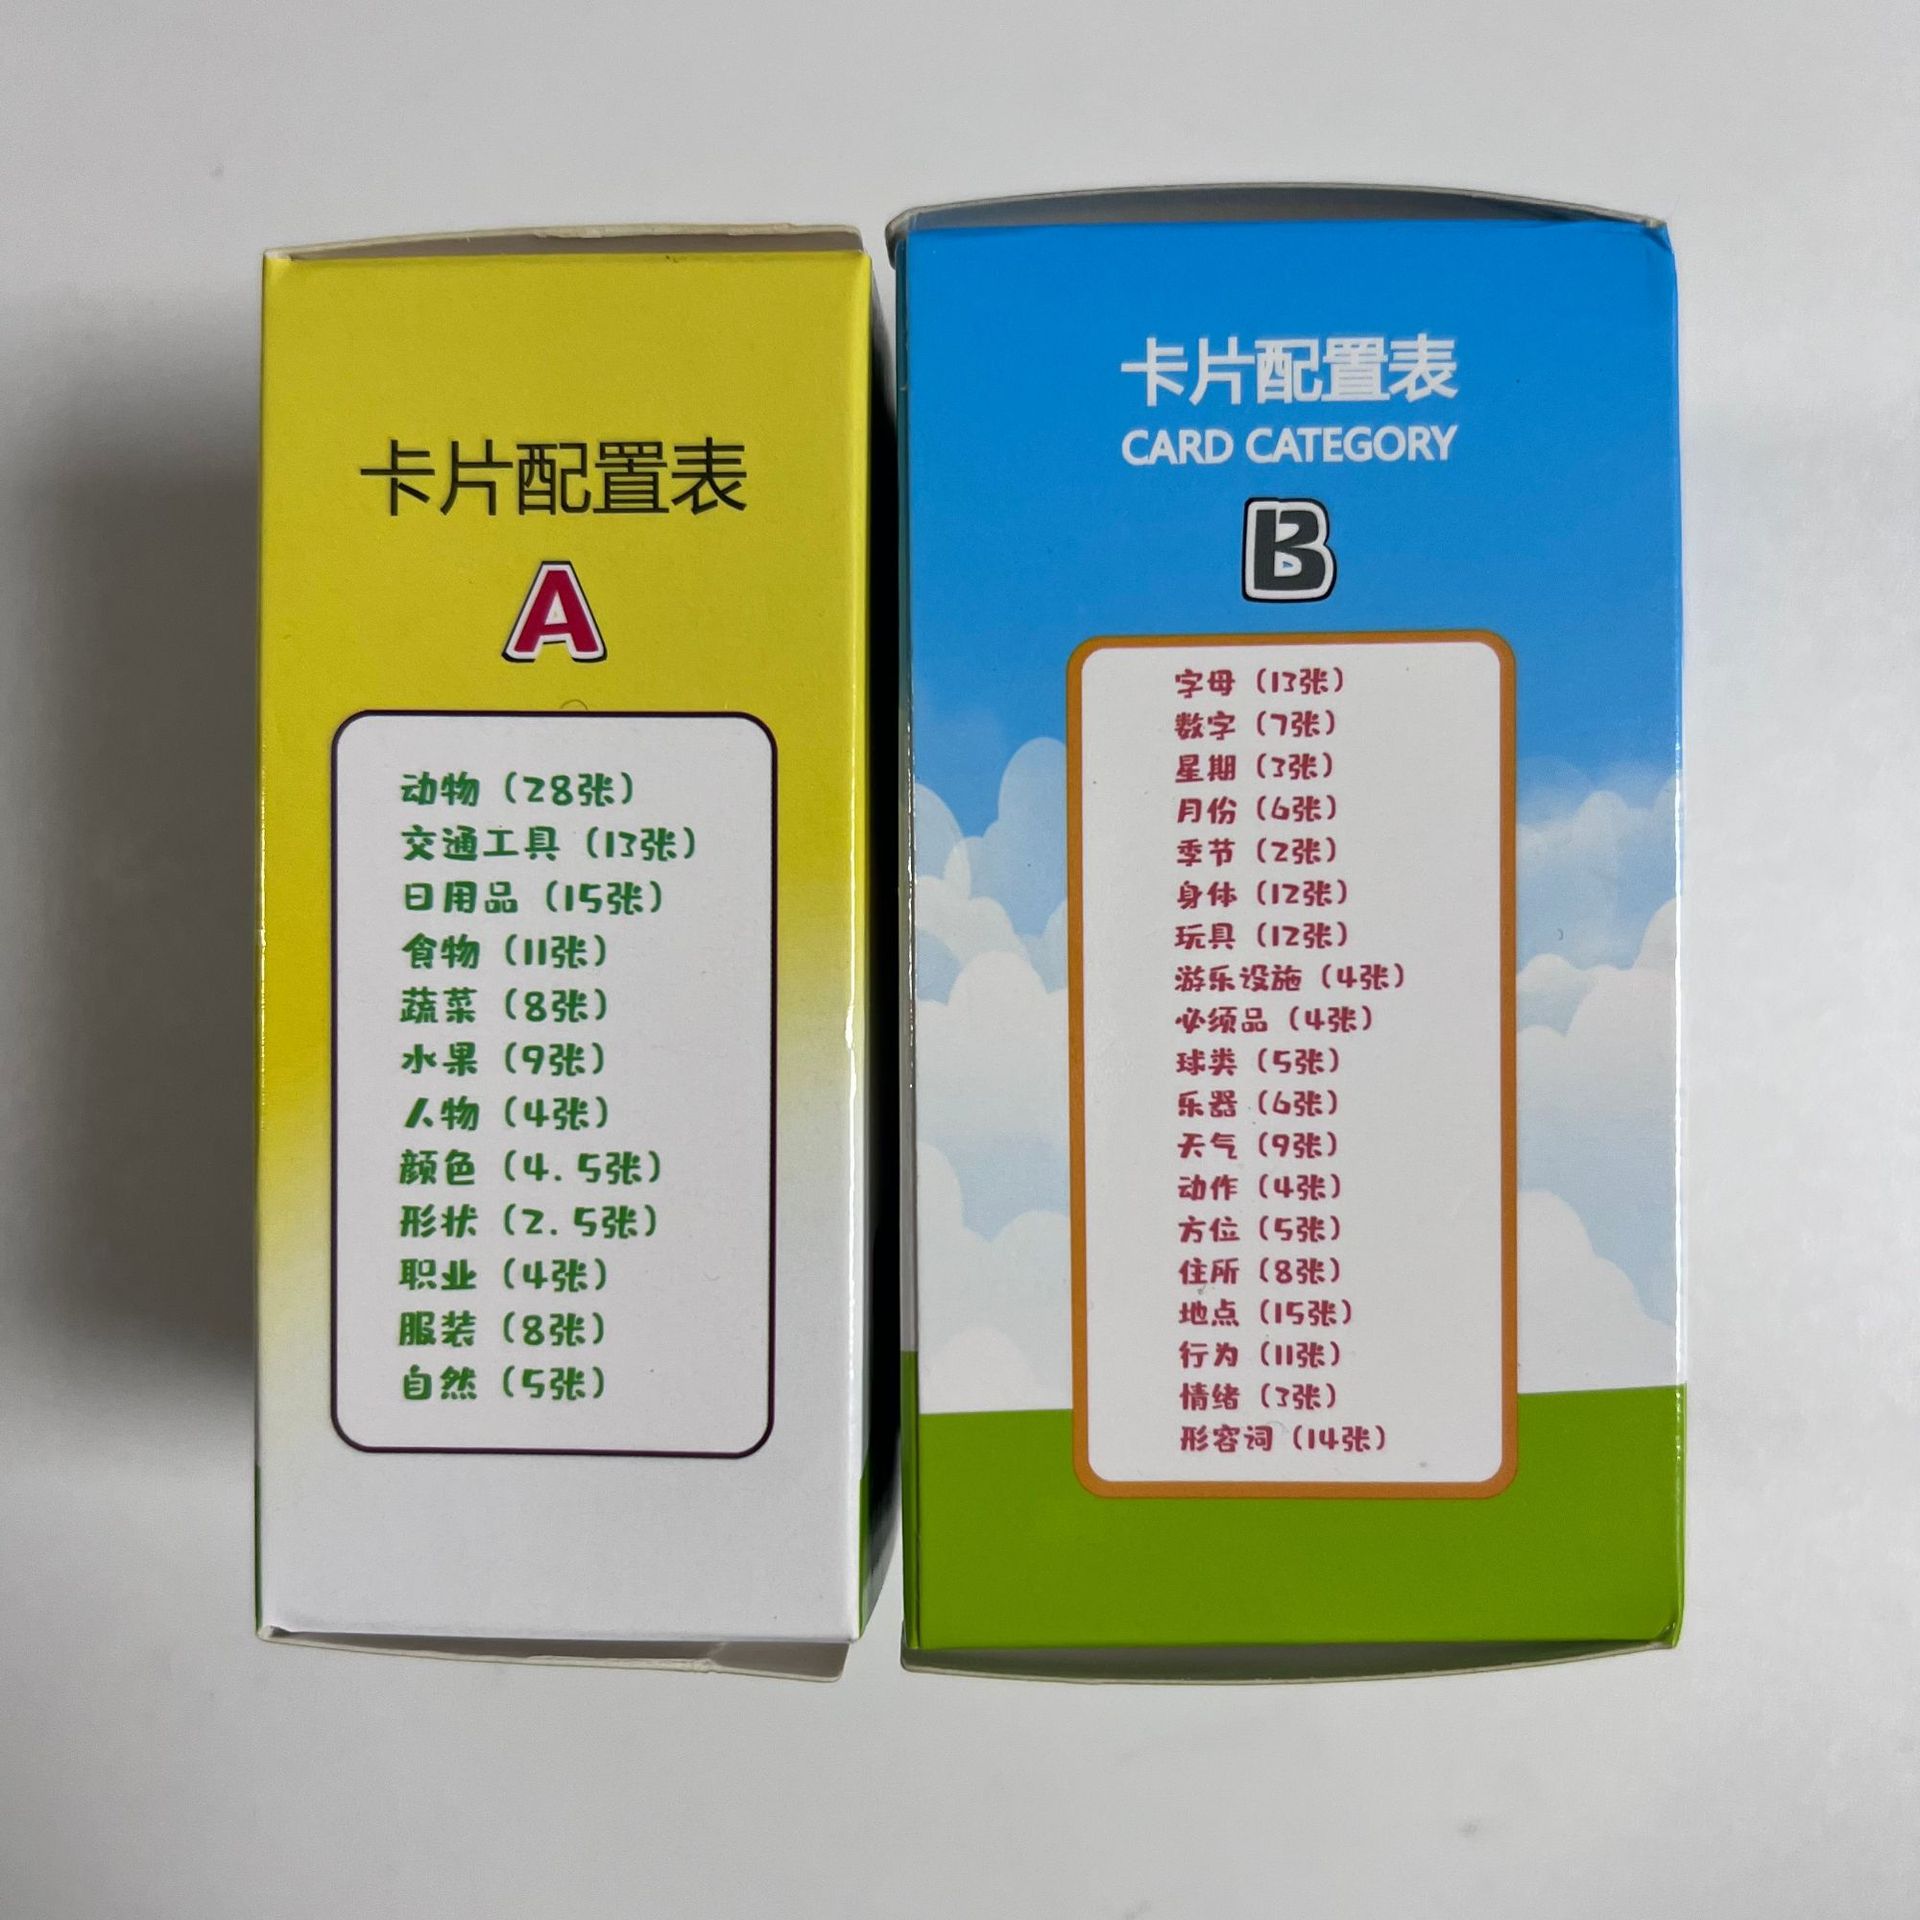 卡片配置表
A
动物（28张）
交通工具（13张）
日用品（15张）
食物（11张）
蔬菜（8张）
水果（9张）
人物（4张）
颜色（4.5张）
形状（2.5张）
职业（4张）
服装（8张）
自然（5张）
卡片配置表
CARD CATEGORY
B
字母（13张）
数字（7张）
星期（3张）
月份（6张）
季节（2张）
身体（12张）
玩具（12张）
游乐设施（4张）
必须品（4张）
球类（5张）
乐器（6张）
天气（9张）
动作（4张）
方位（5张）
住所（8张）
地点（15张）
行为（11张）
情绪（3张）
形容词（14张）